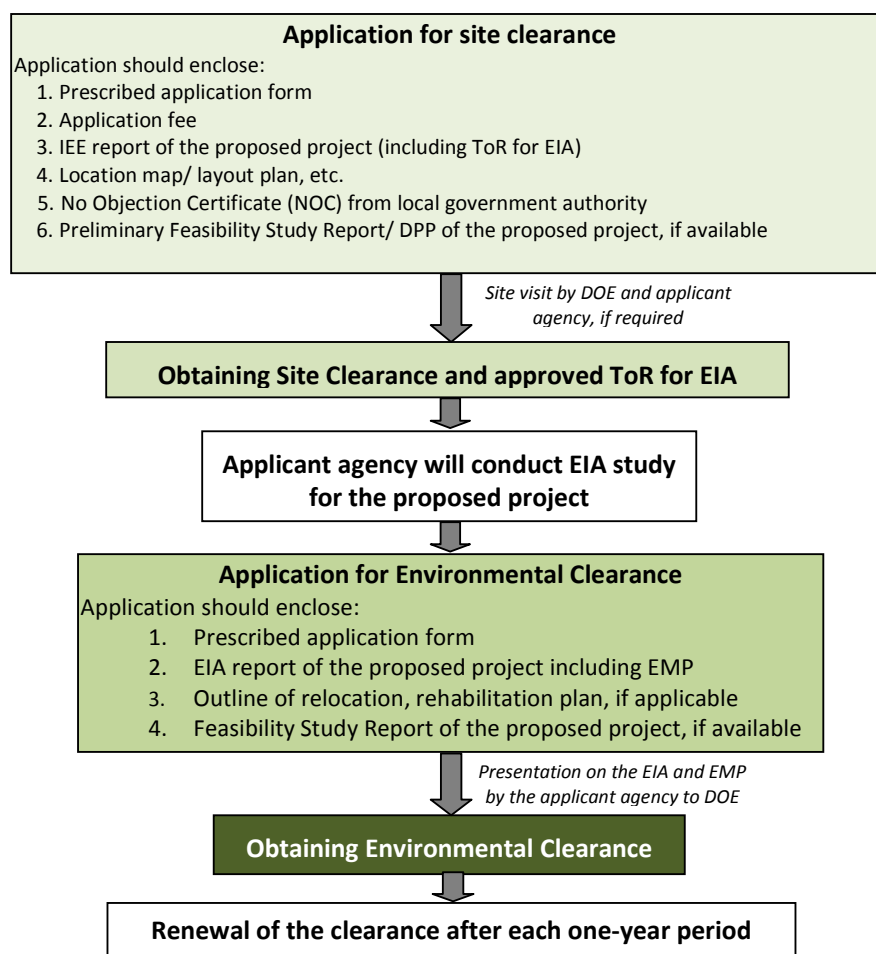 Application for site clearance
Application should enclose:
1. Prescribed application form
2. Application fee
3. IEE report of the proposed project (including ToR for EIA)
4. Location map/ layout plan, etc.
5. No Objection Certificate (NOC) from local government authority
6. Preliminary Feasibility Study Report/ DPP of the proposed project, if available
Site visit by DOE and applicant
agency, if required
Obtaining Site Clearance and approved ToR for EIA
Applicant agency will conduct EIA study
for the proposed project
Application for Environmental Clearance
Application should enclose:
1. Prescribed application form
2. EIA report of the proposed project including EMP
3. Outline of relocation, rehabilitation plan, if applicable
4. Feasibility Study Report of the proposed project, if available
Presentation on the EIA and EMP
by the applicant agency to DOE
Obtaining Environmental Clearance
Renewal of the clearance after each one-year period